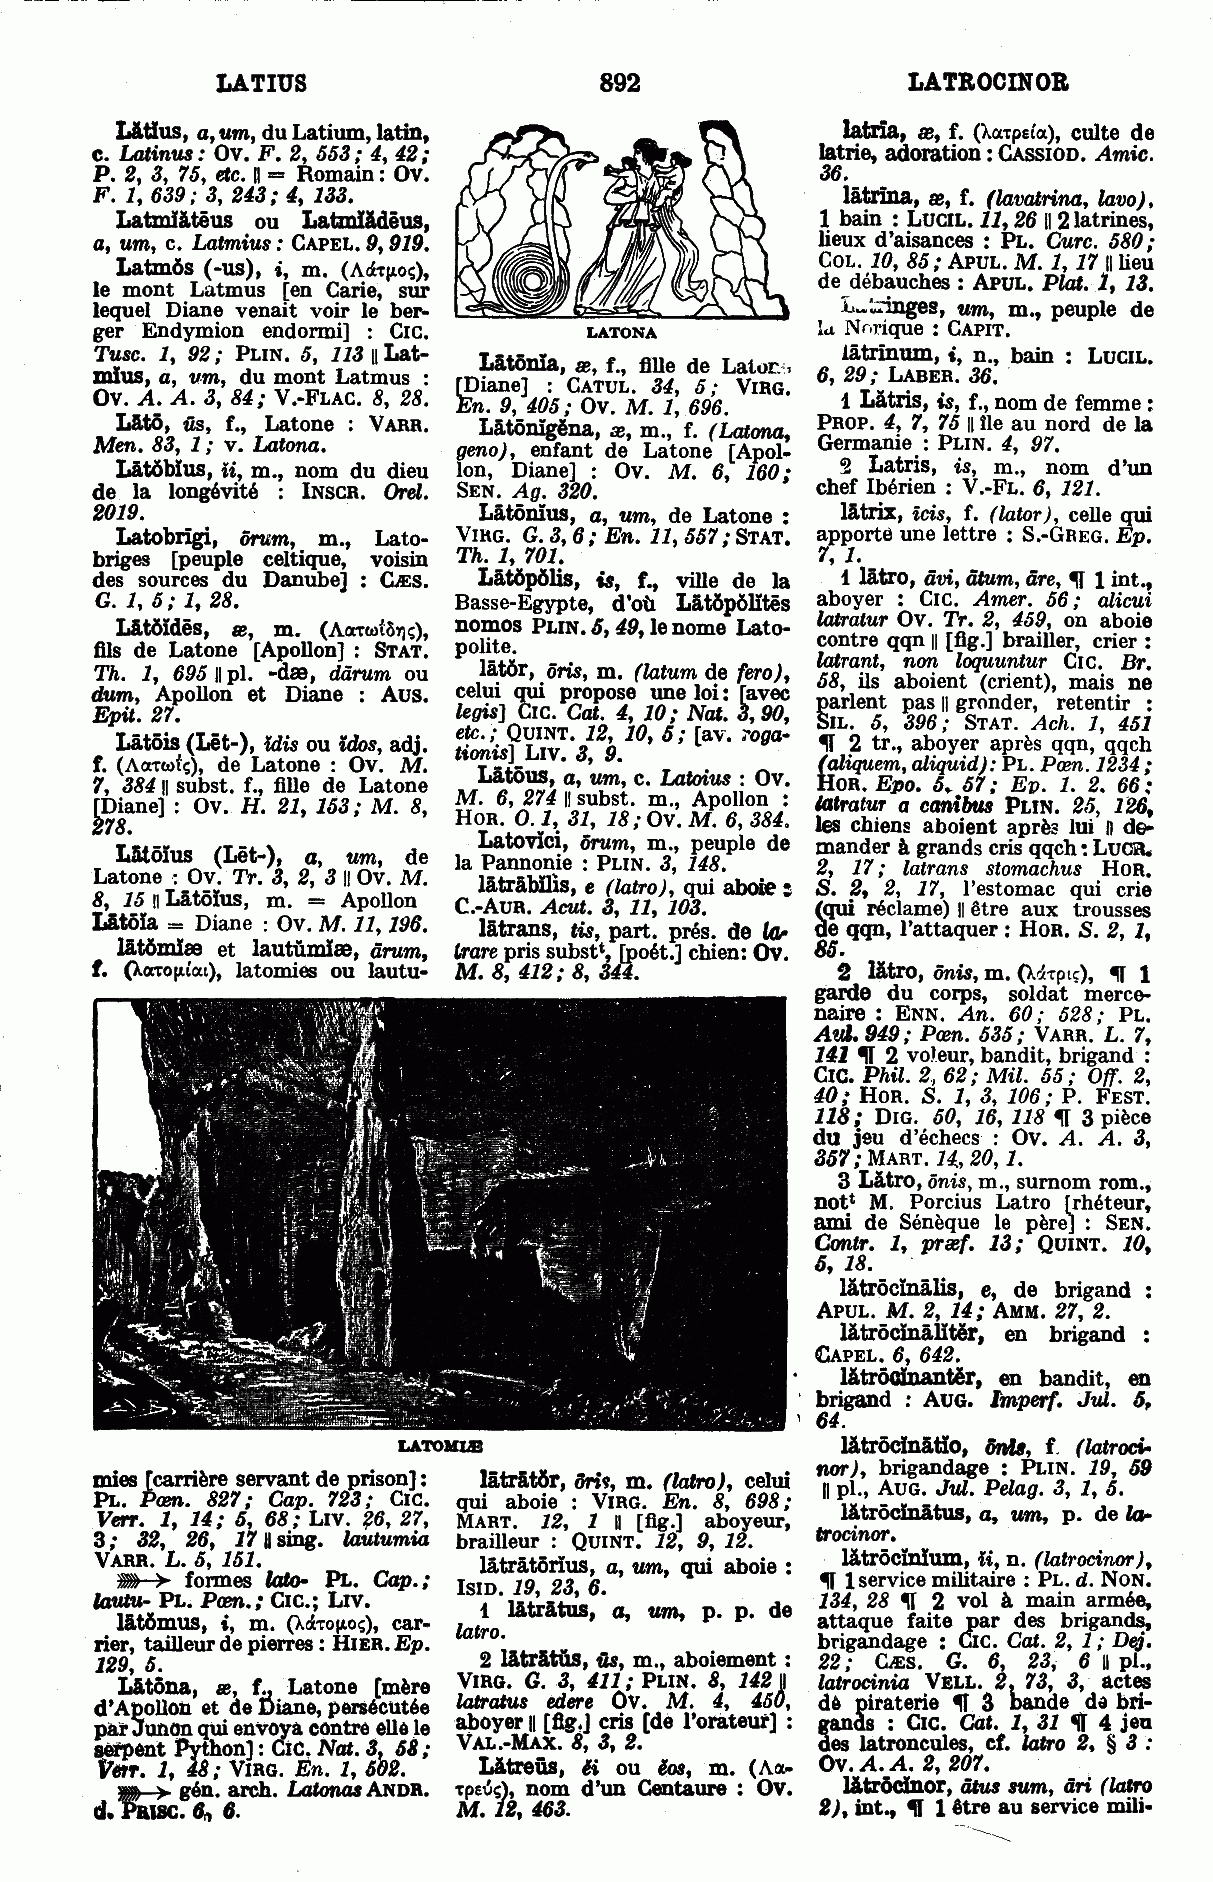 LATIUS 892 LATROCINOR
Lătĭus, a, um, du Latium, latin,
c. Latinus : Ov. F. 2, 553 ; 4, 42 ;
P. 2, 3, 75, etc. || = Romain : Ov.
F. 1, 639 ; 3, 243 ; 4, 133.
Latmĭătēus ou Latmĭădēus,
a, um, c. Latmius : CAPEL. 9, 919.
Latmŏs (-us), i, m. (Λάτμος),
le mont Latmus [en Carie, sur
lequel Diane venait voir le ber-
ger Endymion endormi] : CIC.
Tusc. 1, 92 ; PLIN. 5, 113 || Lat-
mĭus, a, um, du mont Latmus :
Ov. A. A. 3, 84 ; V.-FLAC. 8, 28.
Lātō, ūs, f., Latone : VARR.
Men. 83, 1 ; v. Latona.
Lātŏbĭus, ii, m., nom du dieu
de la longévité : INSCR. Orel.
2019.
Latobrīgi, ōrum, m., Lato-
briges [peuple celtique, voisin
des sources du Danube] : CÆS.
G. 1, 5 ; 1, 28.
Lātōĭdēs, æ, m. (Λατωΐδης),
fils de Latone [Apollon] : STAT.
Th. 1, 695 || pl. -dæ, dārum ou
dum, Apollon et Diane : AUS.
Epit. 27.
Lātōis (Lēt-), ĭdis ou ĭdos, adj.
f. (Λατωΐς), de Latone : Ov. M.
7, 384 || subst. f., fille de Latone
[Diane] : Ov. H. 21, 153 ; M. 8,
278.
Lātōĭus (Lēt-), a, um, de
Latone : Ov. Tr. 3, 2, 3 || Ov. M.
8, 15 || Lātōĭus, m. = Apollon
Lātōĭa = Diane : Ov. M. 11, 196.
lātŏmĭæ et lautŭmĭæ, ārum,
f. (λατομίαι), latomies ou lautu-
LATONA
Lātōnĭa, æ, f., fille de Latone
[Diane] : CATUL. 34, 5 ; VIRG.
En. 9, 405 ; Ov. M. 1, 696.
Lātōnĭgĕna, æ, m., f. (Latona,
geno), enfant de Latone [Apol-
lon, Diane] : Ov. M. 6, 160 ;
SEN. Ag. 320.
Lātōnĭus, a, um, de Latone :
VIRG. G. 3, 6 ; En. 11, 557 ; STAT.
Th. 1, 701.
Lātŏpŏlis, is, f., ville de la
Basse-Egypte, d'où Lātŏpŏlītēs
nomos PLIN. 5, 49, le nome Lato-
polite.
lātŏr, ōris, m. (latum de fero),
celui qui propose une loi : [avec
legis] CIC. Cat. 4, 10 ; Nat. 3, 90,
etc. ; QUINT. 12, 10, 5 ; [av. roga-
tionis] LIV. 3, 9.
Lātōus, a, um, c. Latoius : Ov.
M. 6, 274 || subst. m., Apollon :
HOR. O. 1, 31, 18 ; Ov. M. 6, 384.
Latovĭci, ōrum, m., peuple de
la Pannonie : PLIN. 3, 148.
lātrābĭlis, e (latro), qui aboie :
C.-AUR. Acut. 3, 11, 103.
lātrans, tis, part. prés. de la-
trare pris substᵗ, [poét.] chien : Ov.
M. 8, 412 ; 8, 344.
LATOMIÆ
mies [carrière servant de prison] :
PL. Pœn. 827 ; Cap. 723 ; CIC.
Verr. 1, 14 ; 5, 68 ; LIV. 26, 27,
3 ; 32, 26, 17 || sing. lautumia
VARR. L. 5, 151.
⟶ formes lato- PL. Cap. ;
lautu- PL. Pœn. ; CIC. ; LIV.
lātŏmus, i, m. (λάτομος), car-
rier, tailleur de pierres : HIER. Ep.
129, 5.
Lātōna, æ, f., Latone [mère
d'Apollon et de Diane, persécutée
par Junon qui envoya contre elle le
serpent Python] : CIC. Nat. 3, 58 ;
Verr. 1, 48 ; VIRG. En. 1, 502.
⟶ gén. arch. Latonas ANDR.
d. PRISC. 6, 6.
lātrātŏr, ōris, m. (latro), celui
qui aboie : VIRG. En. 8, 698 ;
MART. 12, 1 || [fig.] aboyeur,
brailleur : QUINT. 12, 9, 12.
lātrātōrĭus, a, um, qui aboie :
ISID. 19, 23, 6.
1 lātrātus, a, um, p. p. de
latro.
2 lātrātŭs, ūs, m., aboiement :
VIRG. G. 3, 411 ; PLIN. 8, 142 ||
latratus edere Ov. M. 4, 450,
aboyer || [fig.] cris [de l'orateur] :
VAL.-MAX. 8, 3, 2.
Lātreūs, ĕi ou ĕos, m. (Λα-
τρεύς), nom d'un Centaure : Ov.
M. 12, 463.
latrīa, æ, f. (λατρεία), culte de
latrie, adoration : CASSIOD. Amic.
36.
lātrīna, æ, f. (lavatrina, lavo),
1 bain : LUCIL. 11, 26 || 2 latrines,
lieux d'aisances : PL. Curc. 580 ;
COL. 10, 85 ; APUL. M. 1, 17 || lieu
de débauches : APUL. Plat. 1, 13.
um, m., peuple de
la Norique : CAPIT.
lātrīnum, i, n., bain : LUCIL.
6, 29 ; LABER. 36.
1 Lātris, is, f., nom de femme :
PROP. 4, 7, 75 || île au nord de la
Germanie : PLIN. 4, 97.
2 Latris, is, m., nom d'un
chef Ibérien : V.-FL. 6, 121.
lātrix, īcis, f. (lator), celle qui
apporte une lettre : S.-GREG. Ep.
7, 1.
1 lātro, āvi, ātum, āre, ¶ 1 int.,
aboyer : CIC. Amer. 56 ; alicui
latratur Ov. Tr. 2, 459, on aboie
contre qqn || [fig.] brailler, crier :
latrant, non loquuntur CIC. Br.
58, ils aboient (crient), mais ne
parlent pas || gronder, retentir :
SIL. 5, 396 ; STAT. Ach. 1, 451
¶ 2 tr., aboyer après qqn, qqch
(aliquem, aliquid) : PL. Pœn. 1234 ;
HOR. Epo. 5, 57 ; Ep. 1, 2, 66 ;
latratur a canibus PLIN. 25, 126,
les chiens aboient après lui || de-
mander à grands cris qqch : LUCR.
2, 17 ; latrans stomachus HOR.
S. 2, 2, 17, l'estomac qui crie
(qui réclame) || être aux trousses
de qqn, l'attaquer : HOR. S. 2, 1,
85.
2 lătro, ōnis, m. (λάτρις), ¶ 1
garde du corps, soldat merce-
naire : ENN. An. 60 ; 528 ; PL.
Aul. 949 ; Pœn. 535 ; VARR. L. 7,
141 ¶ 2 voleur, bandit, brigand :
CIC. Phil. 2, 62 ; Mil. 55 ; Off. 2,
40 ; HOR. S. 1, 3, 106 ; P. FEST.
118 ; DIG. 50, 16, 118 ¶ 3 pièce
du jeu d'échecs : Ov. A. A. 3,
357 ; MART. 14, 20, 1.
3 Lătro, ōnis, m., surnom rom.,
notᵗ M. Porcius Latro [rhéteur,
ami de Sénèque le père] : SEN.
Contr. 1, præf. 13 ; QUINT. 10,
5, 18.
lătrōcĭnālis, e, de brigand :
APUL. M. 2, 14 ; AMM. 27, 2.
lătrōcĭnālĭtĕr, en brigand :
CAPEL. 6, 642.
lătrōcĭnantĕr, en bandit, en
brigand : AUG. Imperf. Jul. 5,
64.
lătrōcĭnātĭo, ōnis, f. (latroci-
nor), brigandage : PLIN. 19, 59
|| pl., AUG. Jul. Pelag. 3, 1, 5.
lătrōcĭnātus, a, um, p. de la-
trocinor.
lătrōcĭnĭum, ĭi, n. (latrocinor),
¶ 1 service militaire : PL. d. NON.
134, 28 ¶ 2 vol à main armée,
attaque faite par des brigands,
brigandage : CIC. Cat. 2, 1 ; Dej.
22 ; CÆS. G. 6, 23, 6 || pl.,
latrocinia VELL. 2, 73, 3, actes
de piraterie ¶ 3 bande de bri-
gands : CIC. Cat. 1, 31 ¶ 4 jeu
des latroncules, cf. latro 2, § 3 :
Ov. A. A. 2, 207.
lătrōcĭnor, ātus sum, āri (latro
2), int., ¶ 1 être au service mili-